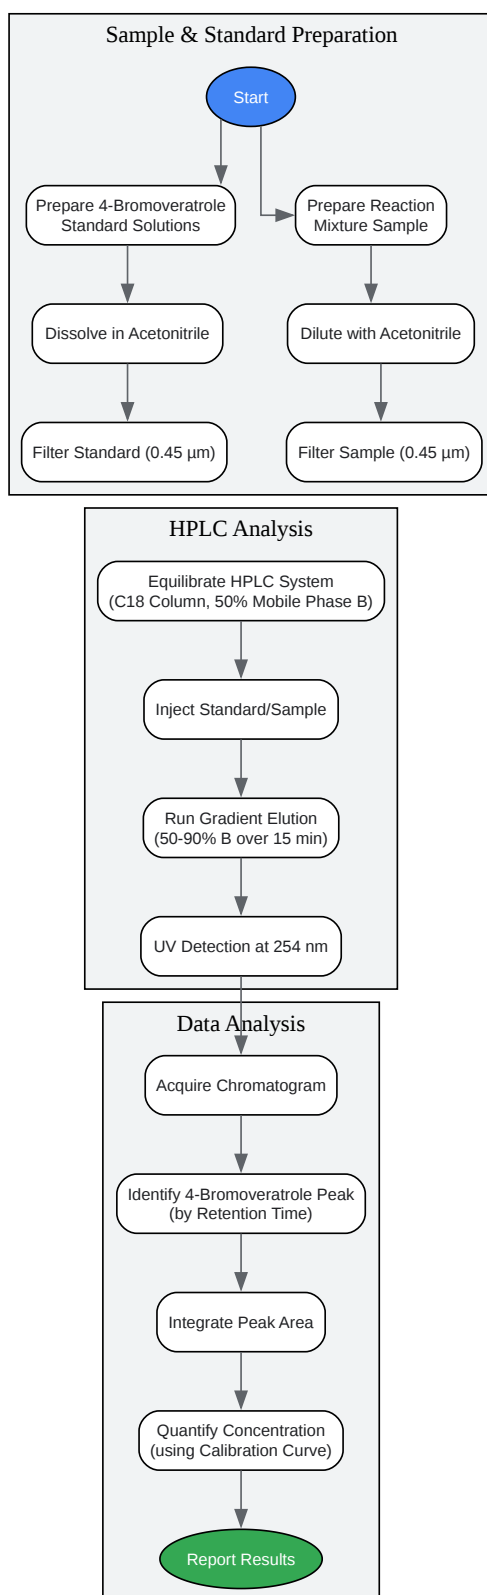 Sample & Standard Preparation
Start
Prepare 4-Bromoveratrole
Standard Solutions
Prepare Reaction
Mixture Sample
Dissolve in Acetonitrile
Dilute with Acetonitrile
Filter Standard (0.45 µm)
Filter Sample (0.45 µm)
HPLC Analysis
Equilibrate HPLC System
(C18 Column, 50% Mobile Phase B)
Inject Standard/Sample
Run Gradient Elution
(50-90% B over 15 min)
UV Detection at 254 nm
Data Analysis
Acquire Chromatogram
Identify 4-Bromoveratrole Peak
(by Retention Time)
Integrate Peak Area
Quantify Concentration
(using Calibration Curve)
Report Results